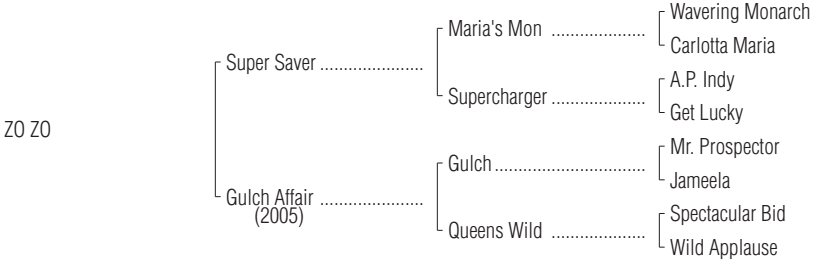 Wavering Monarch
Maria's Mon ....................
Carlotta Maria
Super Saver ......................
A.P. Indy
Supercharger ....................
Get Lucky
ZO ZO
Mr. Prospector
Gulch ................................
Jameela
Gulch Affair ......................
(2005)
Spectacular Bid
Queens Wild ....................
Wild Applause